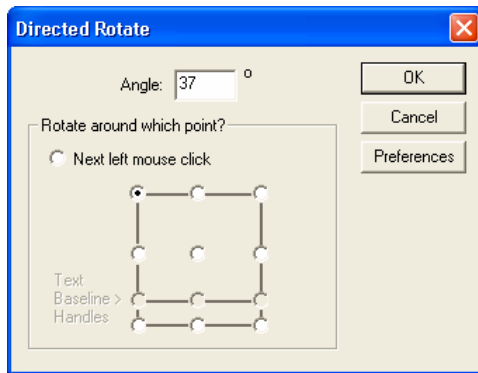 Directed Rotate
Angle: 37 °
OK
Cancel
Preferences
Rotate around which point?
Next left mouse click
Text
Baseline >
Handles